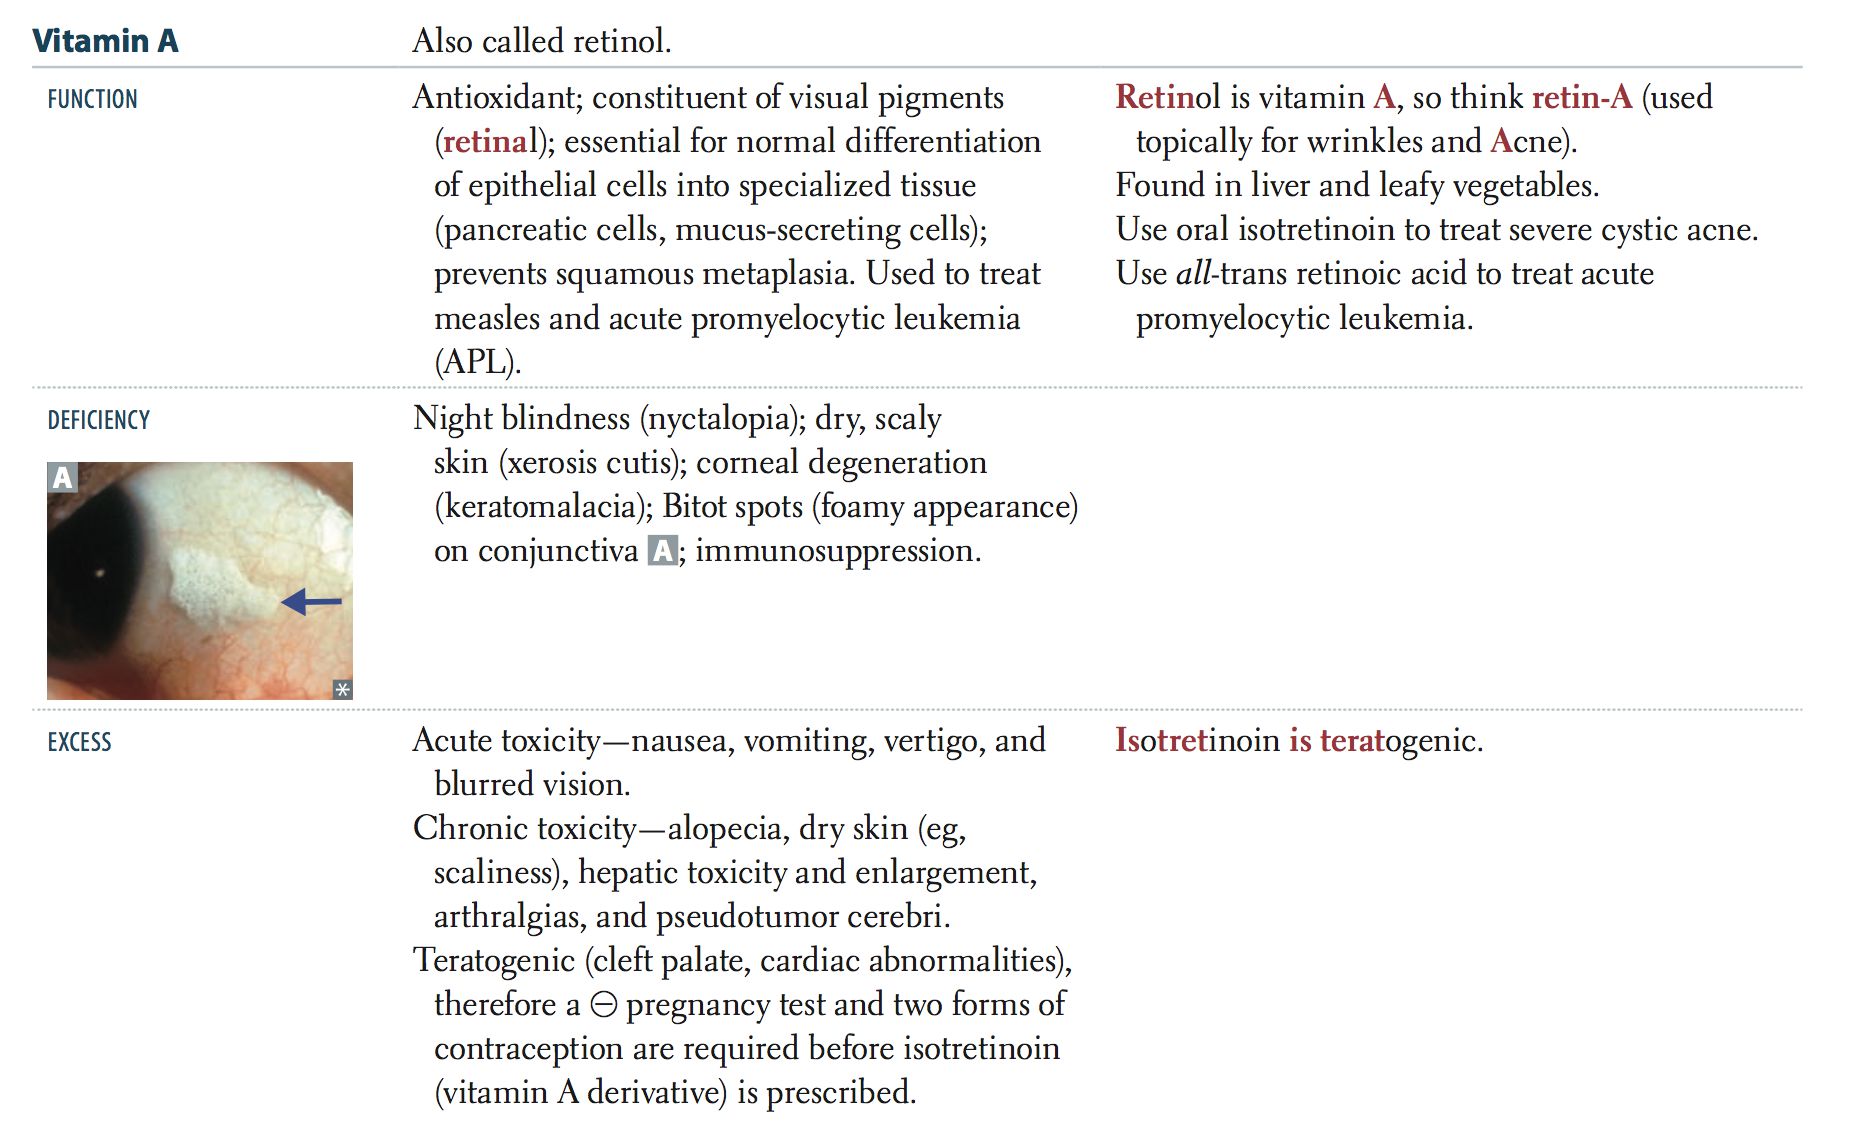 Vitamin A
Also called retinol.
FUNCTION
Antioxidant; constituent of visual pigments
(retinal); essential for normal differentiation
of epithelial cells into specialized tissue
(pancreatic cells, mucus-secreting cells);
prevents squamous metaplasia. Used to treat
measles and acute promyelocytic leukemia
(APL).
Retinol is vitamin A, so think retin-A (used
topically for wrinkles and Acne).
Found in liver and leafy vegetables.
Use oral isotretinoin to treat severe cystic acne.
Use all-trans retinoic acid to treat acute
promyelocytic leukemia.
DEFICIENCY
A
Night blindness (nyctalopia); dry, scaly
skin (xerosis cutis); corneal degeneration
(keratomalacia); Bitot spots (foamy appearance)
on conjunctiva A; immunosuppression.
EXCESS
Acute toxicity—nausea, vomiting, vertigo, and
blurred vision.
Chronic toxicity—alopecia, dry skin (eg,
scaliness), hepatic toxicity and enlargement,
arthralgias, and pseudotumor cerebri.
Teratogenic (cleft palate, cardiac abnormalities),
therefore a ⊖ pregnancy test and two forms of
contraception are required before isotretinoin
(vitamin A derivative) is prescribed.
Isotretinoin is teratogenic.